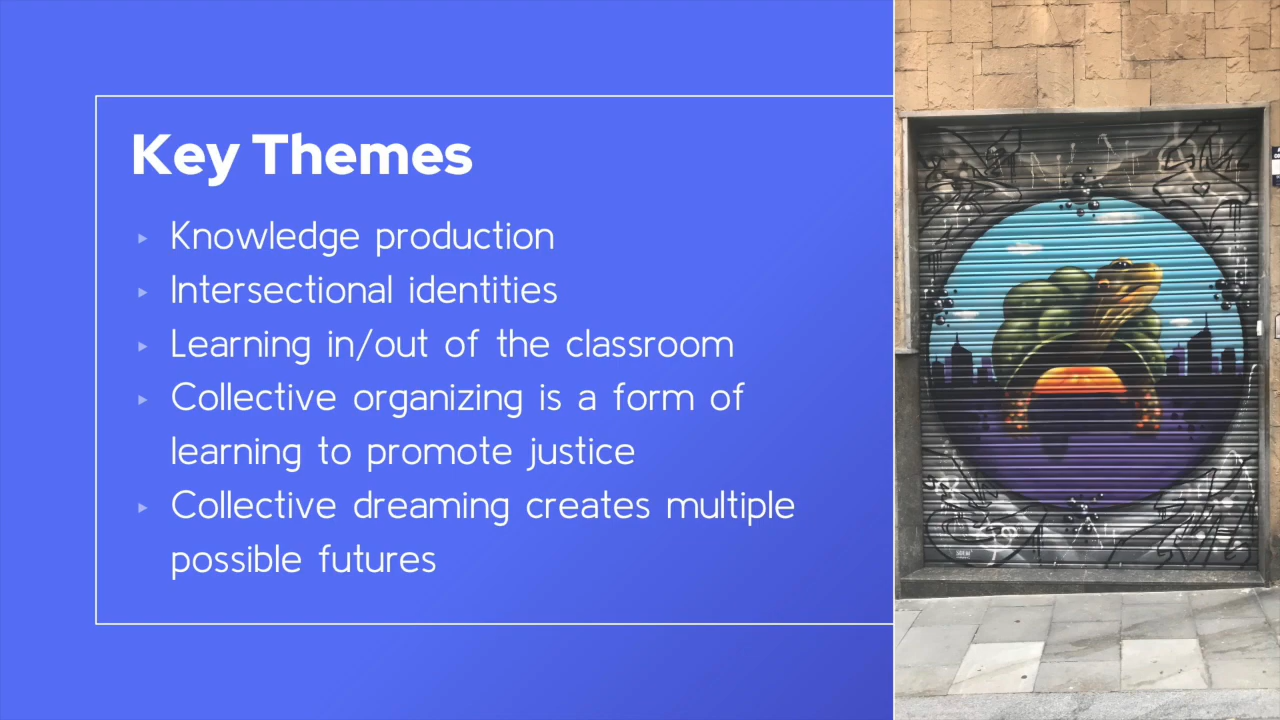 Key Themes
Knowledge production
Intersectional identities
Learning in/out of the classroom
Collective organizing is a form of
learning to promote justice
Collective dreaming creates multiple
possible futures